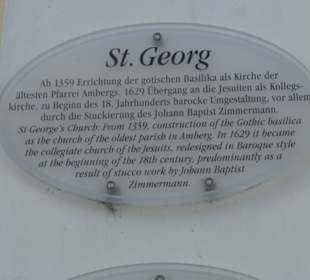 St. Georg
Ab 1359 Errichtung der gotischen Basilika als Kirche der
ältesten Pfarrei Ambergs. 1629 Übergang an die Jesuiten als Kollegs-
kirche, zu Beginn des 18. Jahrhunderts barocke Umgestaltung, vor allem
durch die Stuckierung des Johann Baptist Zimmermann.
St George's Church: From 1359, construction of the Gothic basilica
as the church of the oldest parish in Amberg. In 1629 it became
the collegiate church of the Jesuits, redesigned in Baroque style
at the beginning of the 18th century, predominantly as a
result of stucco work by Johann Baptist
Zimmermann.